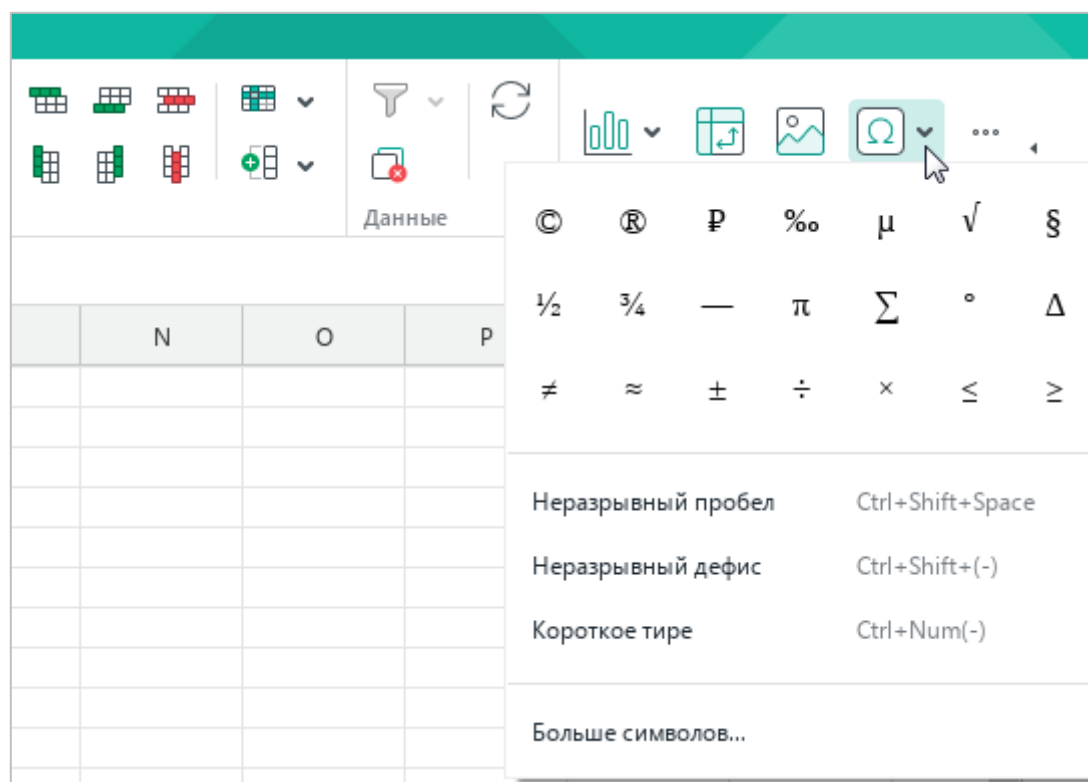 Данные
© ® ₽ ‰ µ √ §
½ ¾ — π ∑ ° Δ
≠ ≈ ± ÷ × ≤ ≥
N O P
Неразрывный пробел Ctrl+Shift+Space
Неразрывный дефис Ctrl+Shift+(-)
Короткое тире Ctrl+Num(-)
Больше символов...